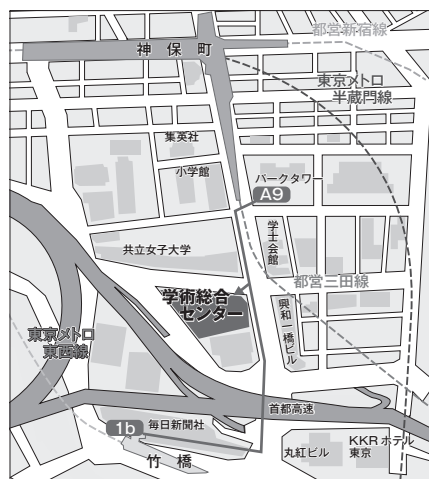 都営新宿線
神保町
東京メトロ
半蔵門線
集英社
小学館
パークタワー
A9
共立女子大学
学士会館
都営三田線
学術総合
センター
興和一橋ビル
東京メトロ
東西線
首都高速
1b
毎日新聞社
竹橋
丸紅ビル
KKRホテル
東京